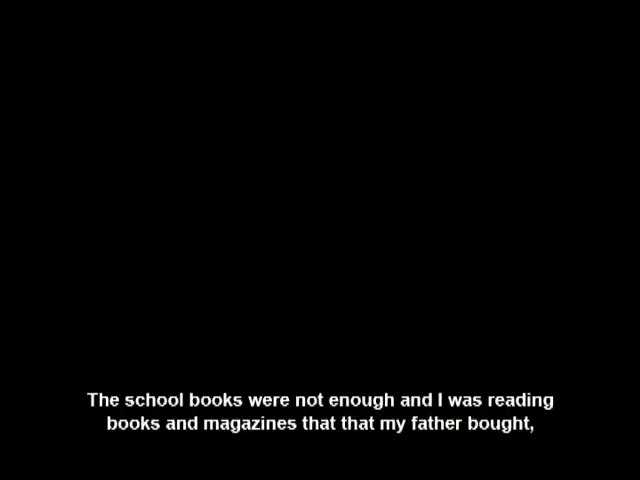 The school books were not enough and I was reading
books and magazines that that my father bought,